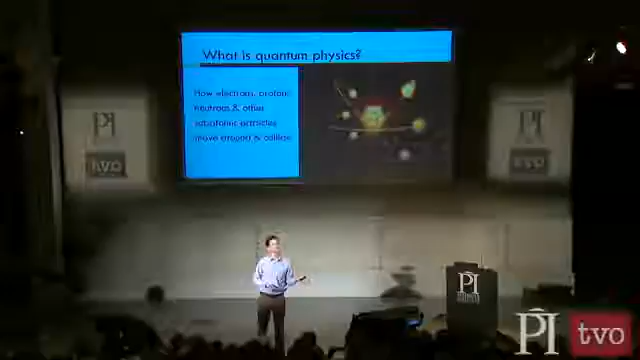 What is quantum physics?
How electrons, protons
neutrons & other
subatomic particles
move around & collide
PI
tvo
PI
tvo
PI
PI tvo